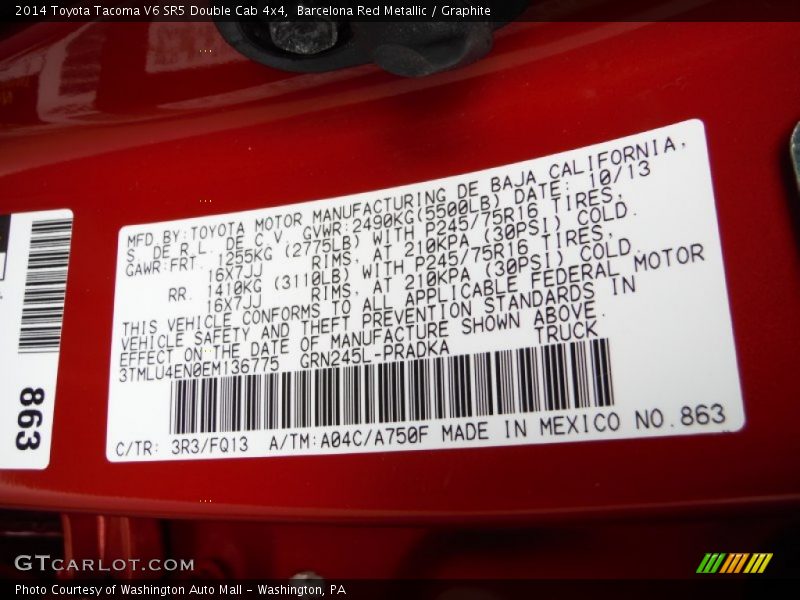 2014 Toyota Tacoma V6 SR5 Double Cab 4x4, Barcelona Red Metallic / Graphite
MFD. BY: TOYOTA MOTOR MANUFACTURING DE BAJA CALIFORNIA,
S. DE R.L. DE C.V. GVWR: 2490KG(5500LB) DATE: 10/13
GAWR: FRT. 1255KG (2775LB) WITH P245/75R16 TIRES,
16X7JJ RIMS, AT 210KPA (30PSI) COLD.
RR. 1410KG (3110LB) WITH P245/75R16 TIRES,
16X7JJ RIMS, AT 210KPA (30PSI) COLD.
THIS VEHICLE CONFORMS TO ALL APPLICABLE FEDERAL MOTOR
VEHICLE SAFETY AND THEFT PREVENTION STANDARDS IN
EFFECT ON THE DATE OF MANUFACTURE SHOWN ABOVE.
3TMLU4EN0EM136775 GRN245L-PRADKA TRUCK
C/TR: 3R3/FQ13 A/TM: A04C/A750F MADE IN MEXICO NO. 863
863
GTCARLOT.COM
Photo Courtesy of Washington Auto Mall - Washington, PA